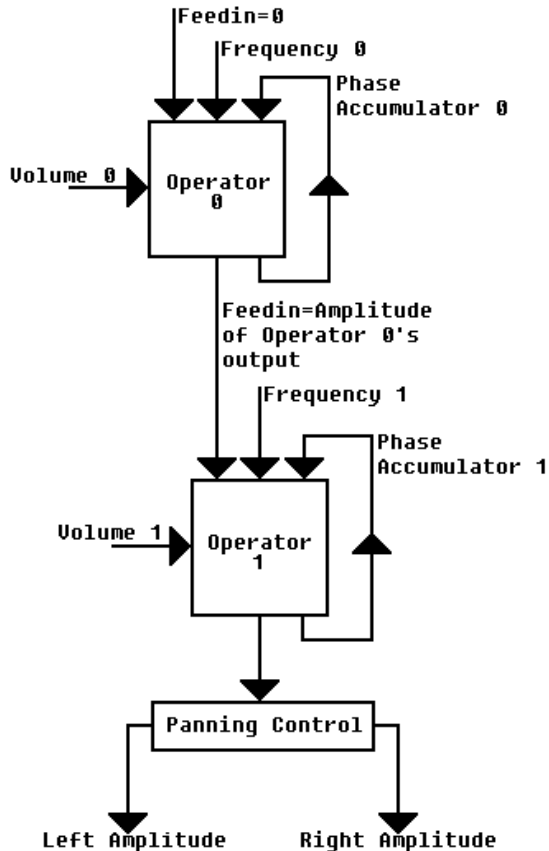 Feedin=0
Frequency 0
Phase
Accumulator 0
Volume 0
Operator
0
Feedin=Amplitude
of Operator 0's
output
Frequency 1
Phase
Accumulator 1
Volume 1
Operator
1
Panning Control
Left Amplitude
Right Amplitude